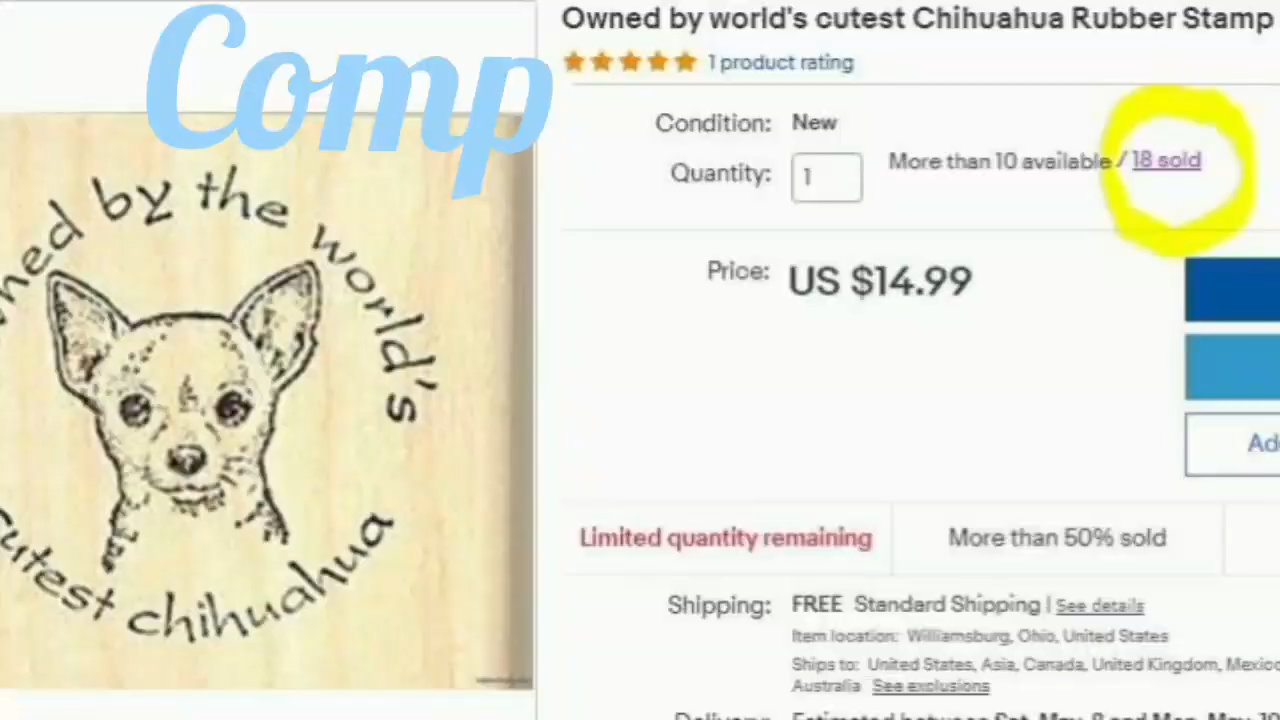 Comp
ned by the world's
cutest chihuahua
Owned by world's cutest Chihuahua Rubber Stamp
1 product rating
Condition: New
Quantity: 1
More than 10 available / 18 sold
Price: US $14.99
Ad
Limited quantity remaining
More than 50% sold
Shipping: FREE Standard Shipping | See details
Item location: Williamsburg, Ohio, United States
Ships to: United States, Asia, Canada, United Kingdom, Mexico
Australia See exclusions